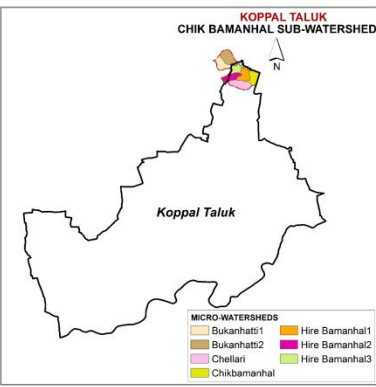 KOPPAL TALUK
CHIK BAMANHAL SUB-WATERSHED
N
Koppal Taluk
MICRO-WATERSHEDS
Bukanhatti1
Hire Bamanhal1
Bukanhatti2
Hire Bamanhal2
Chellari
Hire Bamanhal3
Chikbamanhal